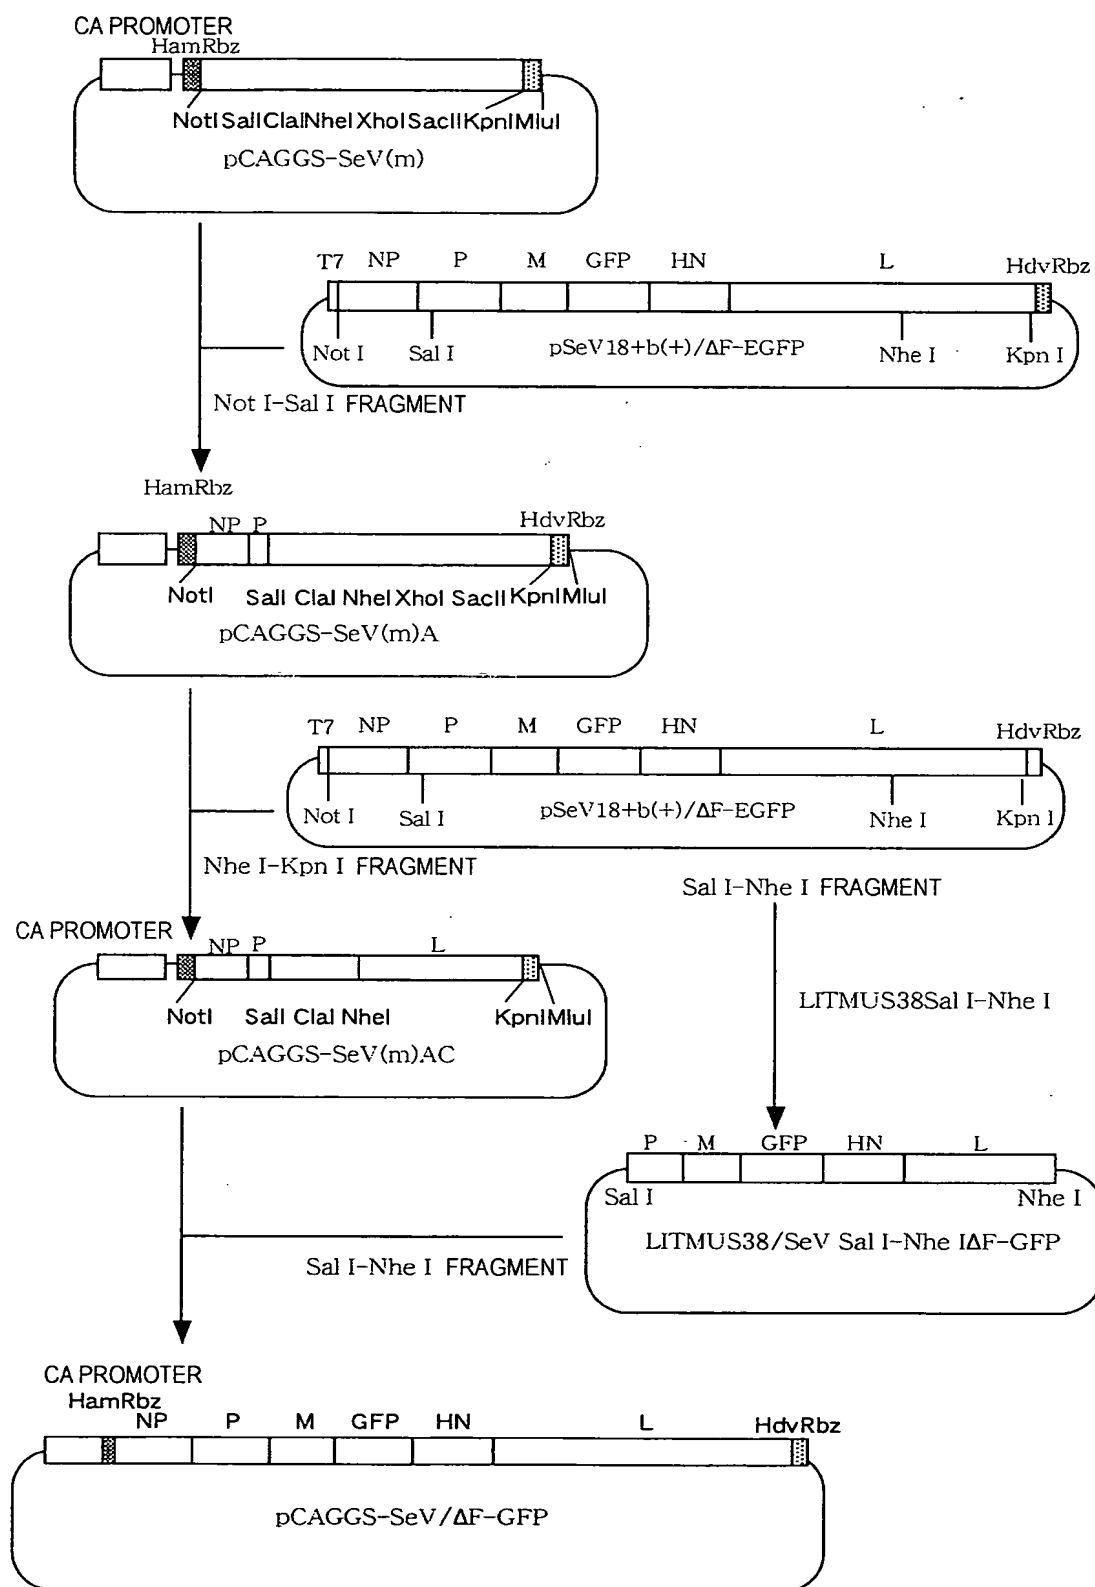 CA PROMOTER
HamRbz
NotI SalI ClaI NheI XhoI SacII KpnI MluI
pCAGGS-SeV(m)
T7 NP P M GFP HN L HdvRbz
Not I Sal I pSeV18+b(+)/ΔF-EGFP Nhe I Kpn I
Not I-Sal I FRAGMENT
HamRbz
NP P HdvRbz
NotI SalI ClaI NheI XhoI SacII KpnI MluI
pCAGGS-SeV(m)A
T7 NP P M GFP HN L HdvRbz
Not I Sal I pSeV18+b(+)/ΔF-EGFP Nhe I Kpn I
Nhe I-Kpn I FRAGMENT
Sal I-Nhe I FRAGMENT
CA PROMOTER
NP P L
NotI SalI ClaI NheI KpnI MluI
pCAGGS-SeV(m)AC
LITMUS38Sal I-Nhe I
P M GFP HN L
Sal I Nhe I
LITMUS38/SeV Sal I-Nhe IΔF-GFP
Sal I-Nhe I FRAGMENT
CA PROMOTER
HamRbz
NP P M GFP HN L HdvRbz
pCAGGS-SeV/ΔF-GFP